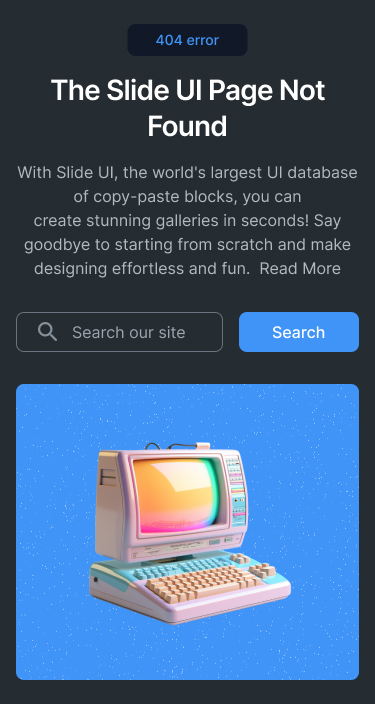 404 error
The Slide UI Page Not
Found
With Slide UI, the world's largest UI database
of copy-paste blocks, you can
create stunning galleries in seconds! Say
goodbye to starting from scratch and make
designing effortless and fun.  Read More
Search our site
Search